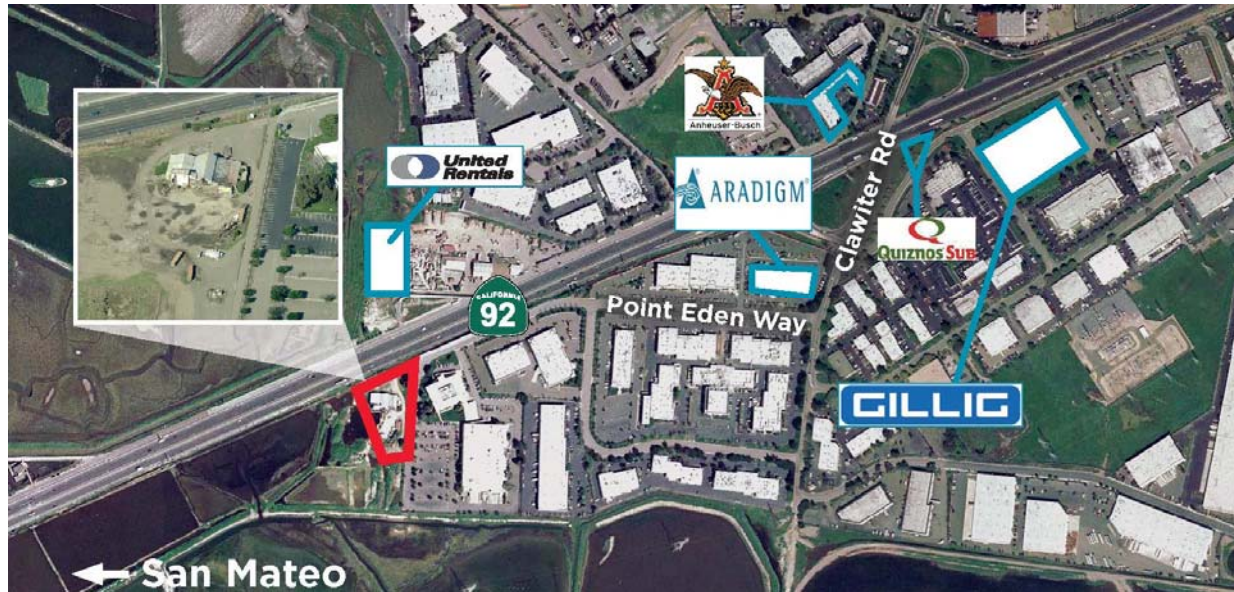 Anheuser-Busch
United
Rentals
ARADIGM
Clawiter Rd
QUIZNOS SUB
CALIFORNIA
92
Point Eden Way
GILLIG
San Mateo